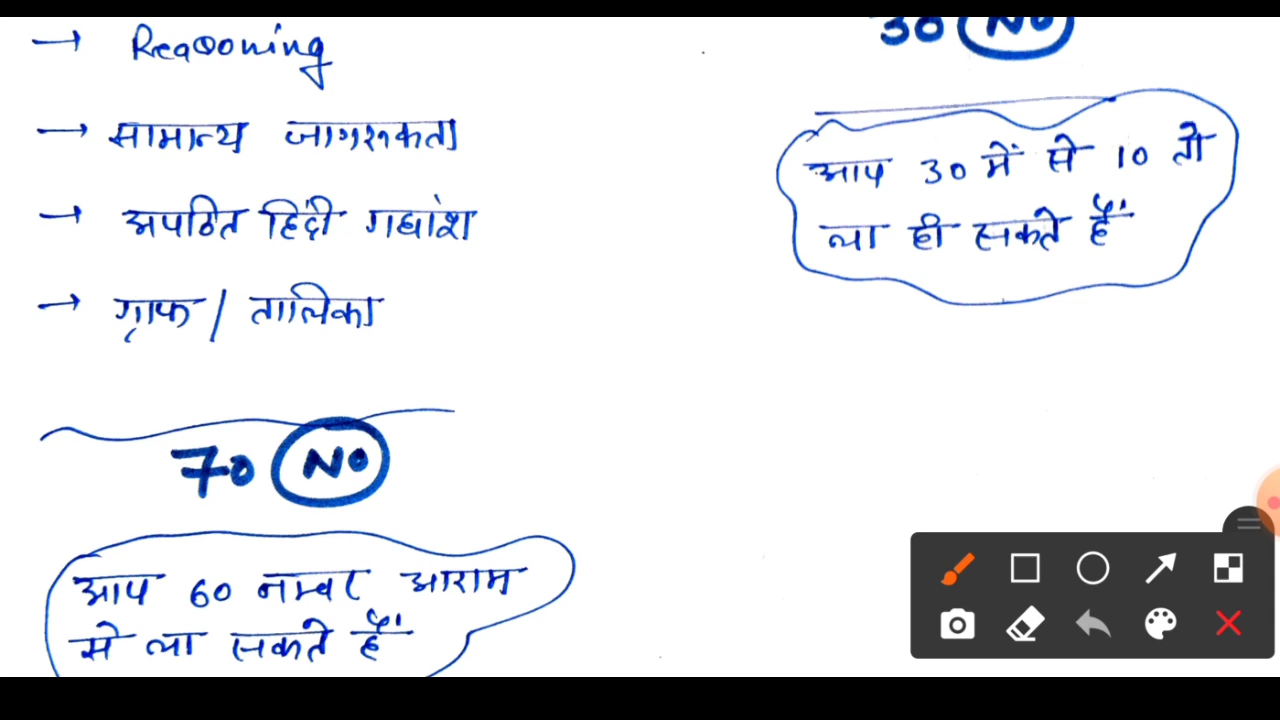 → Reasoning
→ सामान्य जागरूकता
→ अपठित हिंदी गद्यांश
→ ग्राफ / तालिका
70 NO
आप 60 नम्बर आराम
से ला सकते हैं
30 NO
आप 30 में से 10 तो
ला ही सकते हैं